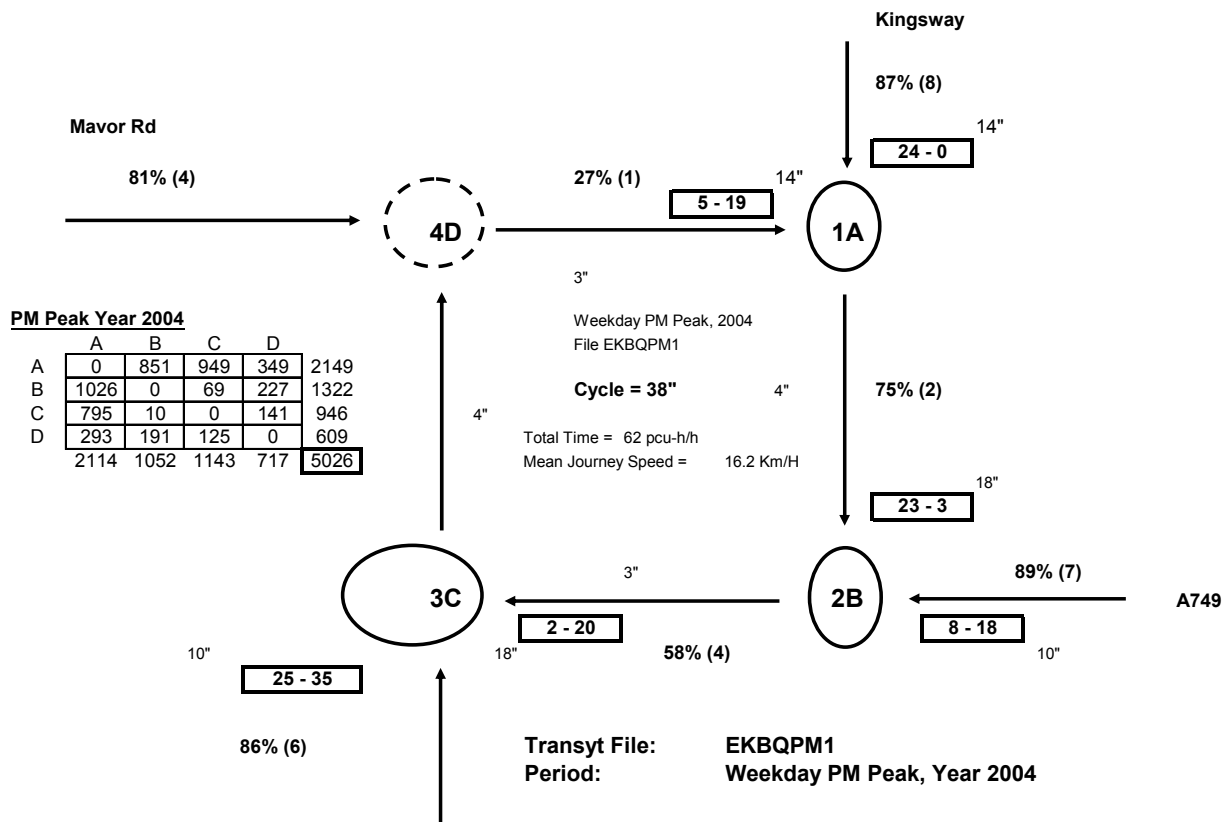 Kingsway
87% (8)
Mavor Rd
14"
24 - 0
81% (4)
27% (1)
14"
5 - 19
4D
1A
3"
PM Peak Year 2004
Weekday PM Peak, 2004
File EKBQPM1
A B C D
A 0 851 949 349 2149
B 1026 0 69 227 1322
C 795 10 0 141 946
D 293 191 125 0 609
2114 1052 1143 717 5026
Cycle = 38"
4"
75% (2)
4"
Total Time = 62 pcu-h/h
Mean Journey Speed = 16.2 Km/H
18"
23 - 3
3"
89% (7)
3C
2B
A749
2 - 20
8 - 18
10"
18"
58% (4)
10"
25 - 35
86% (6)
Transyt File: EKBQPM1
Period: Weekday PM Peak, Year 2004